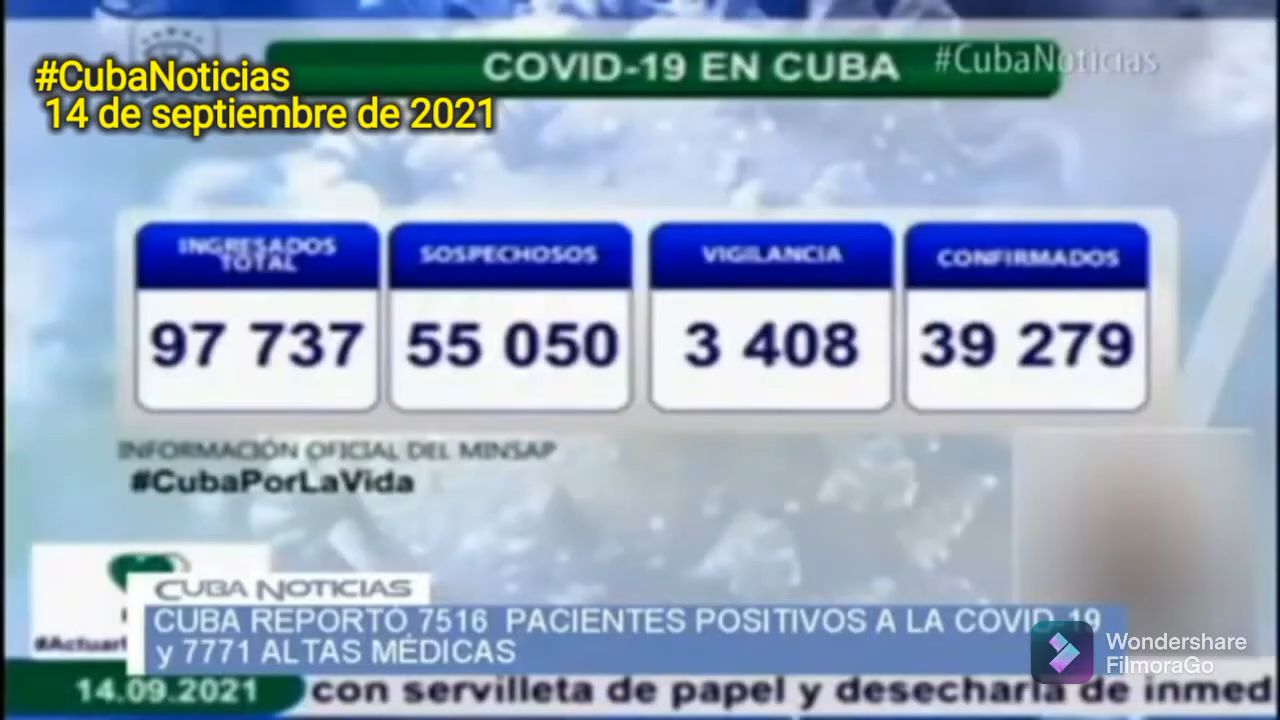 #CubaNoticias
14 de septiembre de 2021
COVID-19 EN CUBA
#CubaNoticias
INGRESADOS
TOTAL
97 737
SOSPECHOSOS
55 050
VIGILANCIA
3 408
CONFIRMADOS
39 279
INFORMACIÓN OFICIAL DEL MINSAP
#CubaPorLaVida
CUBA NOTICIAS
CUBA REPORTÓ 7516 PACIENTES POSITIVOS A LA COVID-19
y 7771 ALTAS MÉDICAS
Wondershare
FilmoraGo
14.09.2021
con servilleta de papel y desecharla de inmed